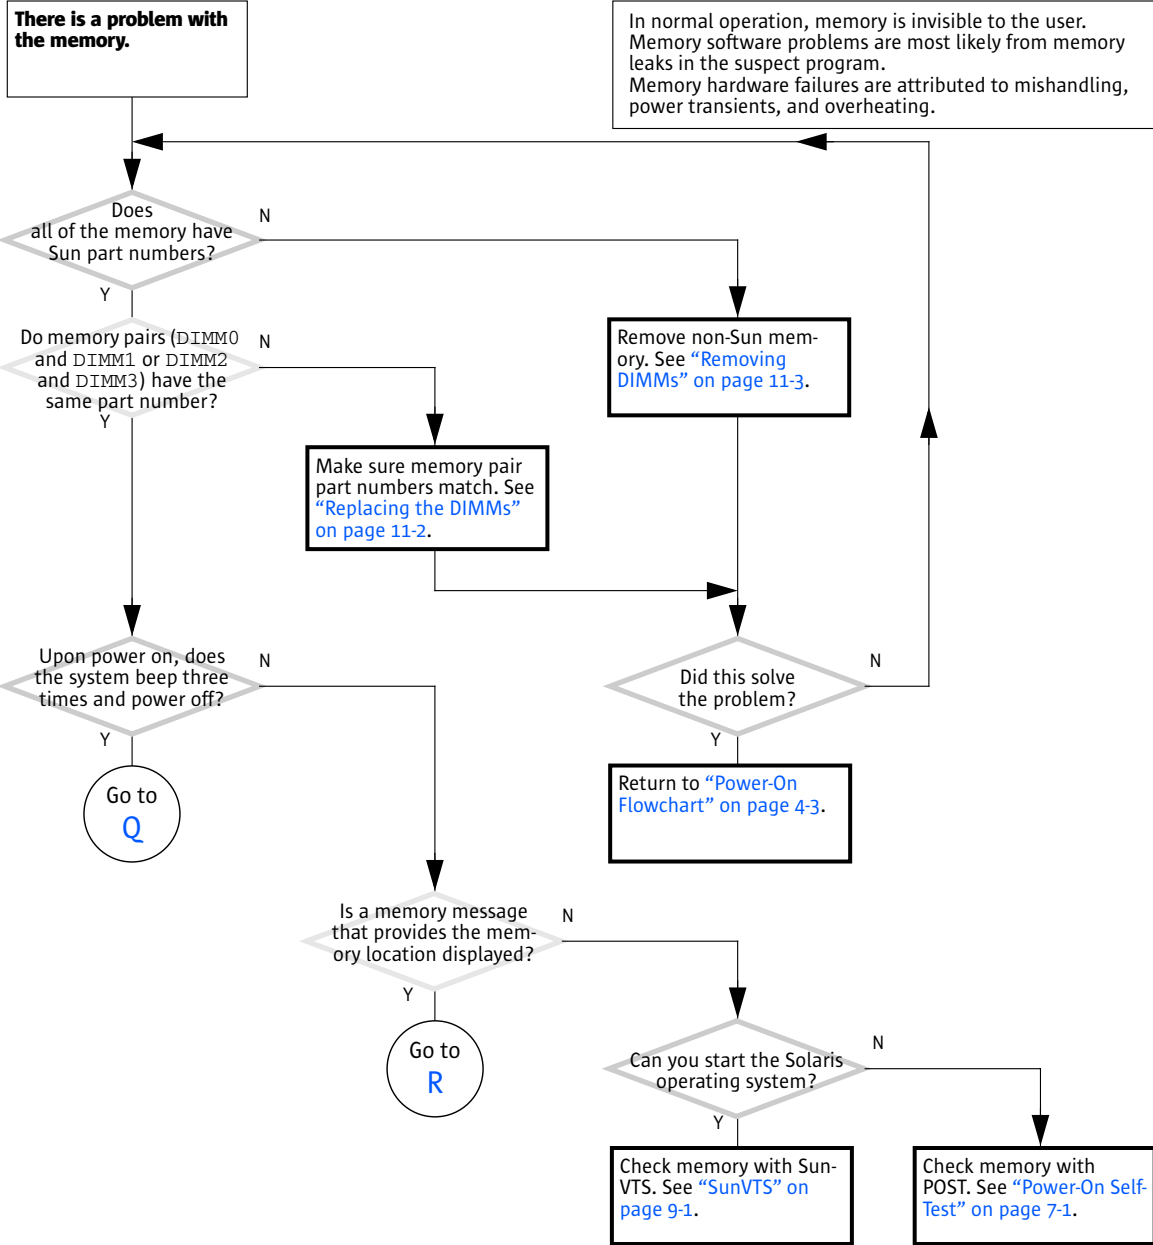 There is a problem with
the memory.
In normal operation, memory is invisible to the user.
Memory software problems are most likely from memory
leaks in the suspect program.
Memory hardware failures are attributed to mishandling,
power transients, and overheating.
Does
all of the memory have
Sun part numbers?
N
Y
Do memory pairs (DIMM0
and DIMM1 or DIMM2
and DIMM3) have the
same part number?
N
Y
Remove non-Sun mem-
ory. See “Removing
DIMMs” on page 11-3.
Make sure memory pair
part numbers match. See
“Replacing the DIMMs”
on page 11-2.
Upon power on, does
the system beep three
times and power off?
N
Y
Did this solve
the problem?
N
Y
Go to
Q
Return to “Power-On
Flowchart” on page 4-3.
Is a memory message
that provides the mem-
ory location displayed?
N
Y
Go to
R
Can you start the Solaris
operating system?
N
Y
Check memory with Sun-
VTS. See “SunVTS” on
page 9-1.
Check memory with
POST. See “Power-On Self-
Test” on page 7-1.